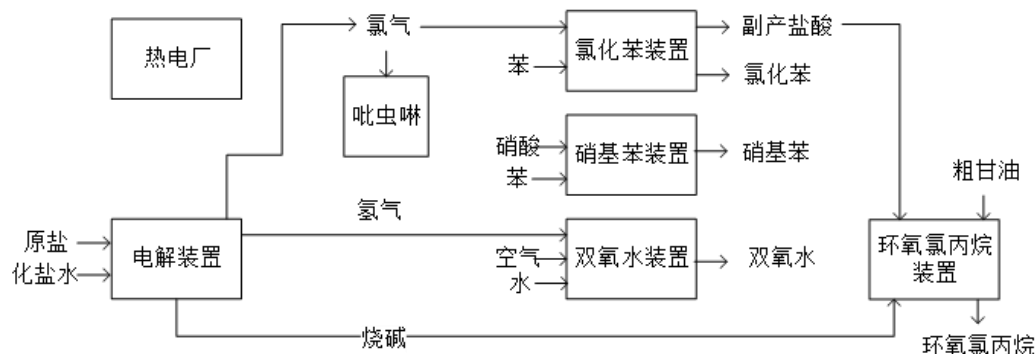 热电厂
氯气
苯
氯化苯装置
副产盐酸
氯化苯
吡虫啉
硝酸
苯
硝基苯装置
硝基苯
粗甘油
氢气
原盐
化盐水
电解装置
空气
水
双氧水装置
双氧水
环氧氯丙烷
装置
烧碱
环氧氯丙烷